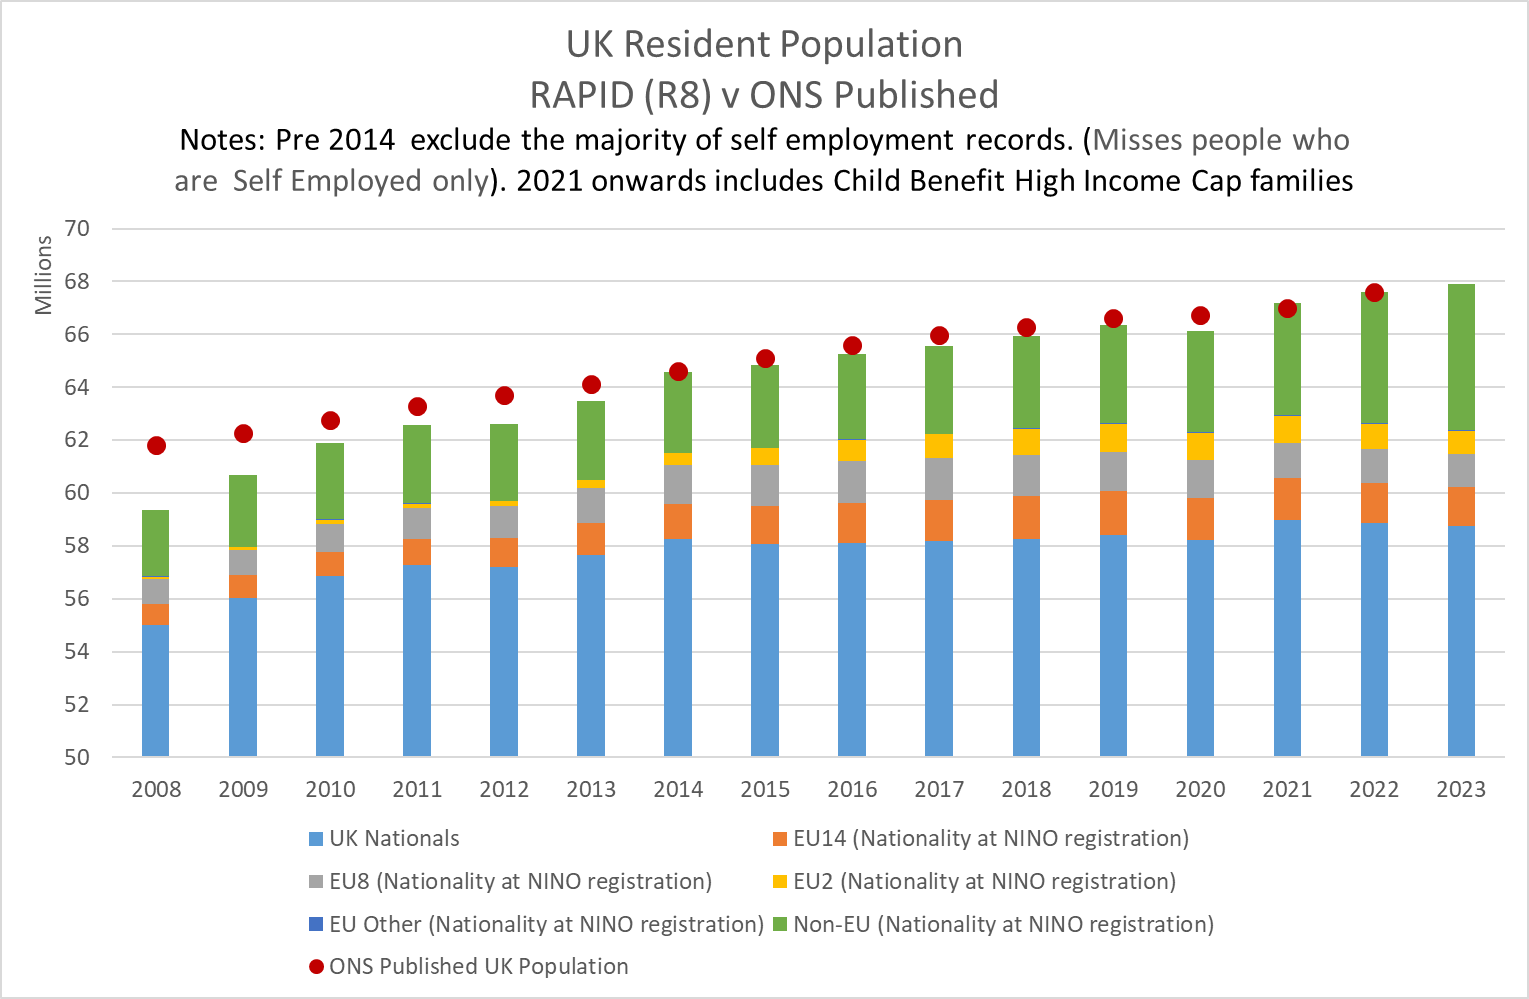 UK Resident Population
RAPID (R8) v ONS Published
Notes: Pre 2014 exclude the majority of self employment records. (Misses people who
are Self Employed only). 2021 onwards includes Child Benefit High Income Cap families
Millions
70
68
66
64
62
60
58
56
54
52
50
2008 2009 2010 2011 2012 2013 2014 2015 2016 2017 2018 2019 2020 2021 2022 2023
UK Nationals EU14 (Nationality at NINO registration)
EU8 (Nationality at NINO registration) EU2 (Nationality at NINO registration)
EU Other (Nationality at NINO registration) Non-EU (Nationality at NINO registration)
ONS Published UK Population